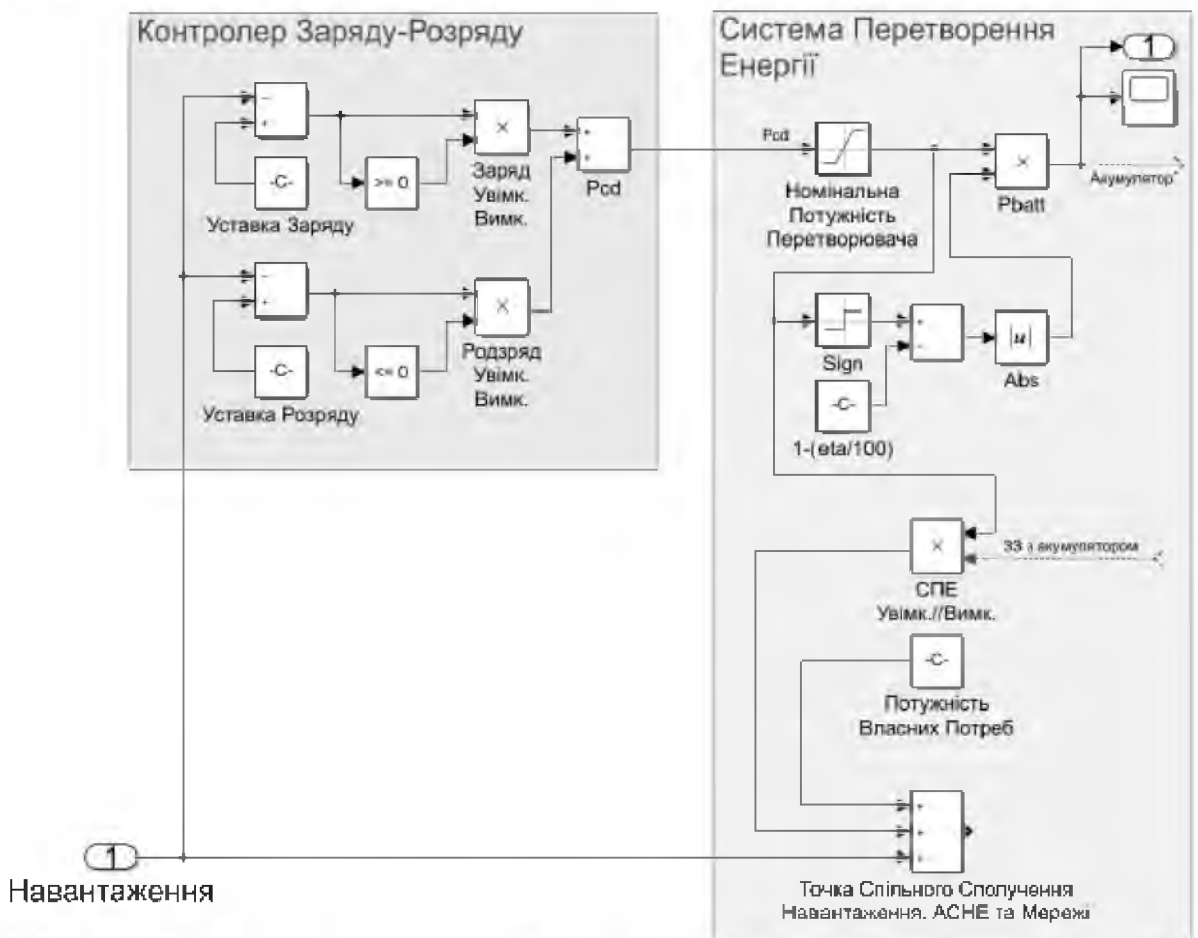 Контролер Заряду-Розряду
-C-
Уставка Заряду
>= 0
×
Заряд
Увімк.
Вимк.
Pcd
-C-
Уставка Розряду
<= 0
×
Родзряд
Увімк.
Вимк.
Система Перетворення
Енергії
1
Pcd
Номінальна
Потужність
Перетворювача
×
Pbatt
Акумулятор
Sign
|u|
Abs
-C-
1-(eta/100)
×
ЗЗ з акумулятором
СПЕ
Увімк.//Вимк.
-C-
Потужність
Власних Потреб
1
Навантаження
Точка Спільного Сполучення
Навантаження, АСНЕ та Мережі